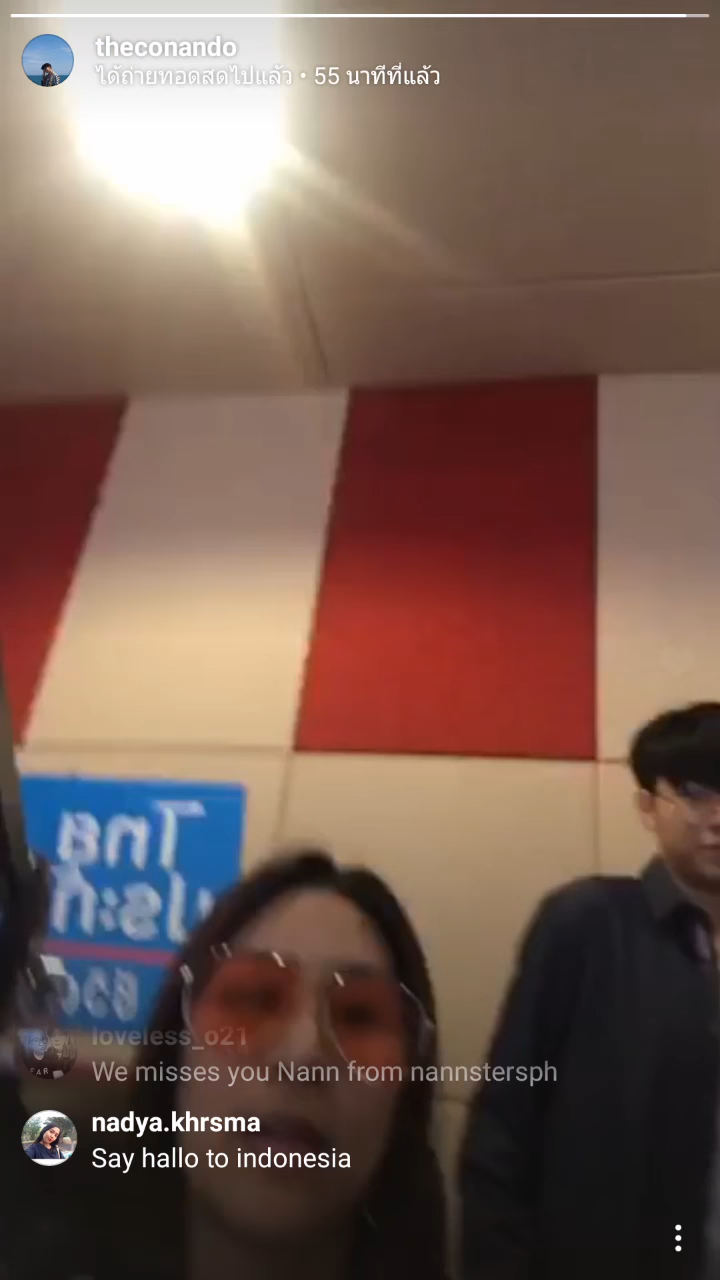 theconando
ได้ถ่ายทอดสดไปแล้ว • 55 นาทีที่แล้ว
loveless_o21
We misses you Nann from nannstersph
nadya.khrsma
Say hallo to indonesia